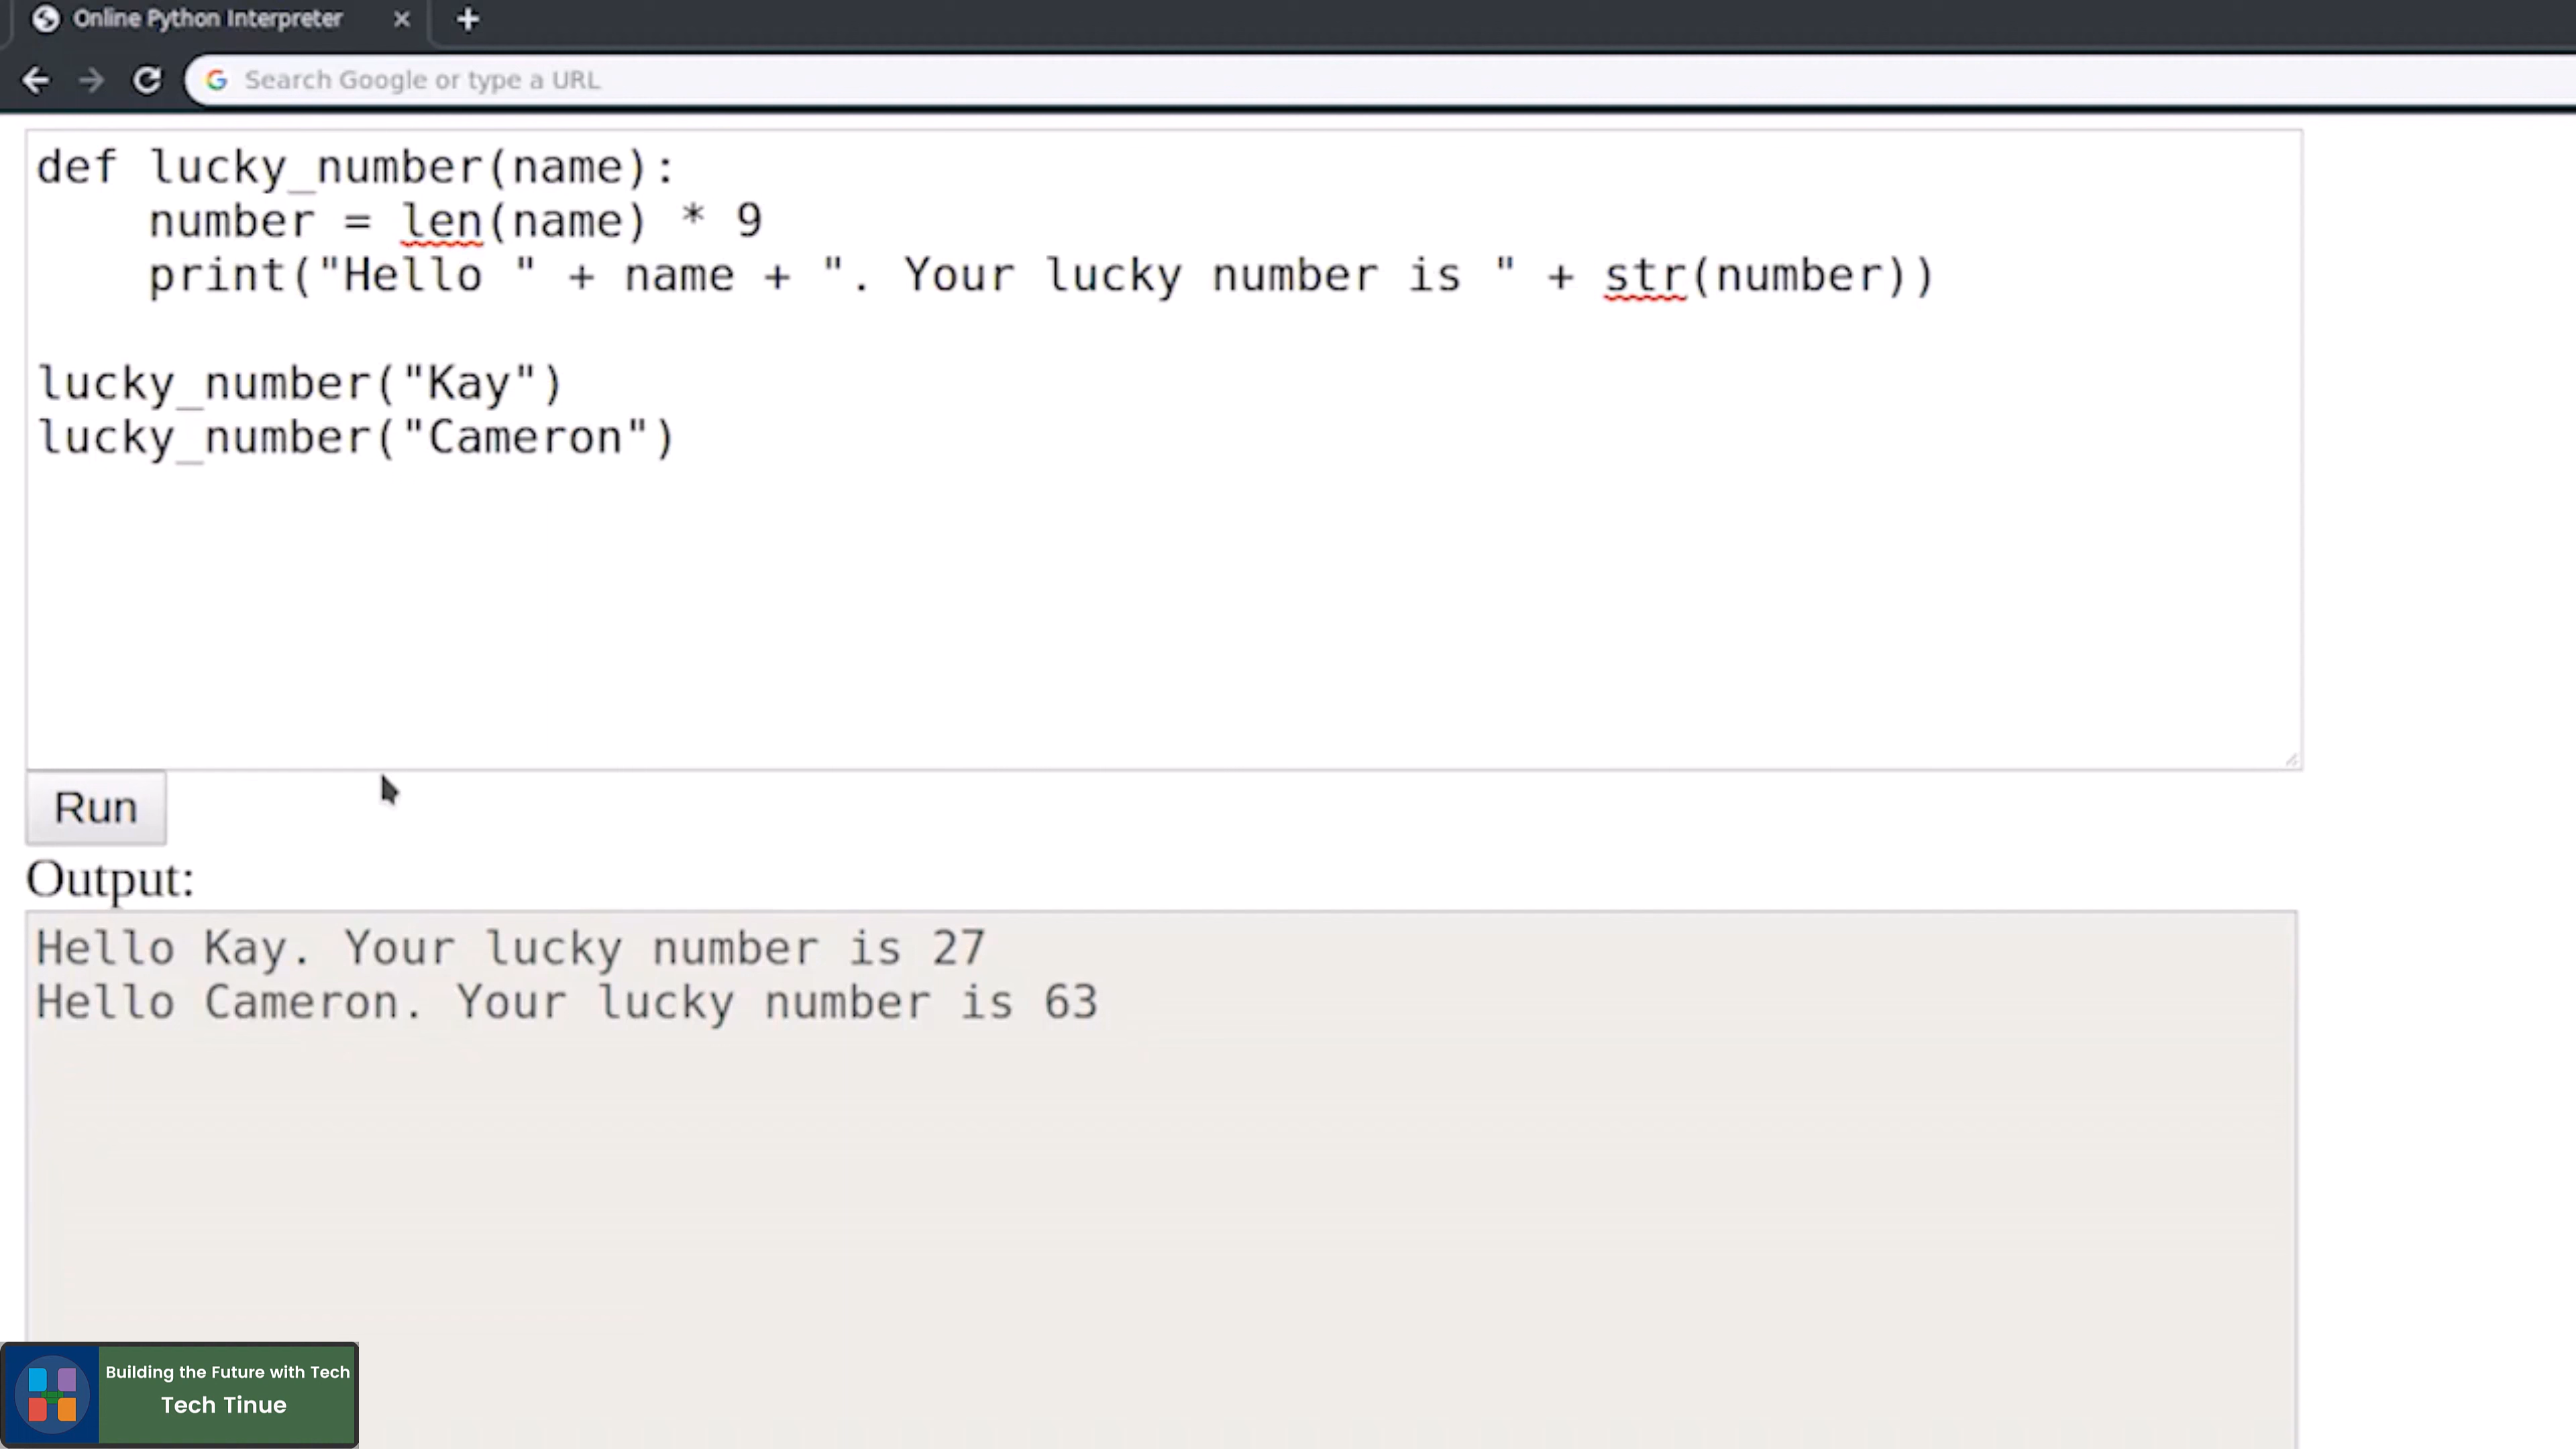 Online Python Interpreter
Search Google or type a URL
def lucky_number(name):
    number = len(name) * 9
    print("Hello " + name + ". Your lucky number is " + str(number))

lucky_number("Kay")
lucky_number("Cameron")
Run
Output:
Hello Kay. Your lucky number is 27
Hello Cameron. Your lucky number is 63
Building the Future with Tech
Tech Tinue